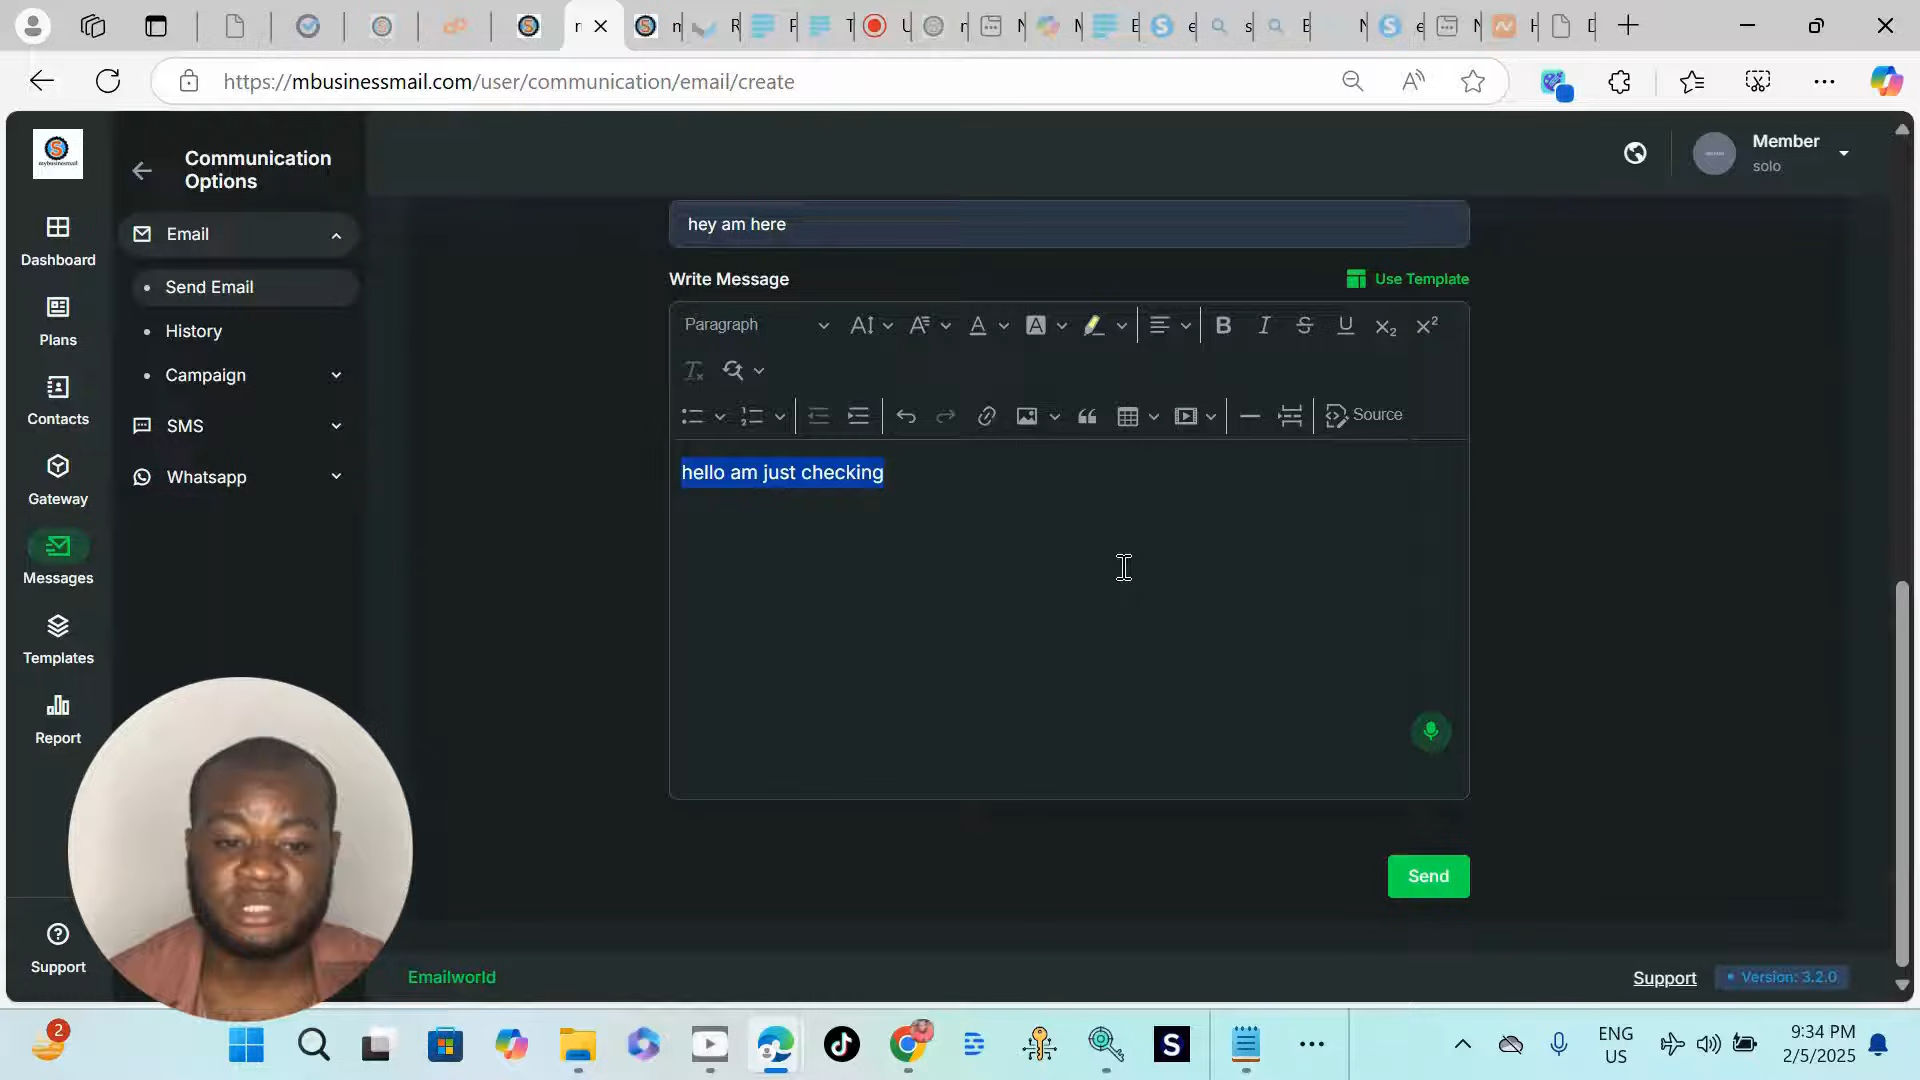 https://mbusinessmail.com/user/communication/email/create
Communication
Options
Member
solo
Email
Send Email
History
Campaign
SMS
Whatsapp
Dashboard
Plans
Contacts
Gateway
Messages
Templates
Report
Support
hey am here
Write Message
Use Template
Paragraph
Source
hello am just checking
Send
Emailworld
Support
Version: 3.2.0
2
ENG
US
9:34 PM
2/5/2025